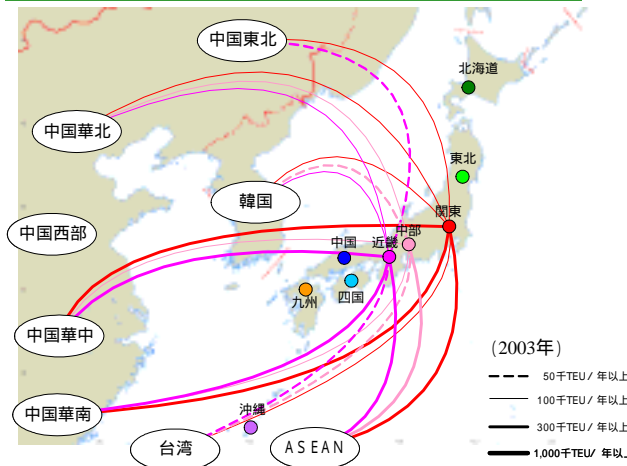 中国東北
北海道
中国華北
東北
韓国
関東
中国西部
中部
中国
近畿
九州
四国
中国華中
(2003年)
50千TEU/年以上
100千TEU/年以上
中国華南
沖縄
300千TEU/年以上
台湾
ASEAN
1,000千TEU/年以上